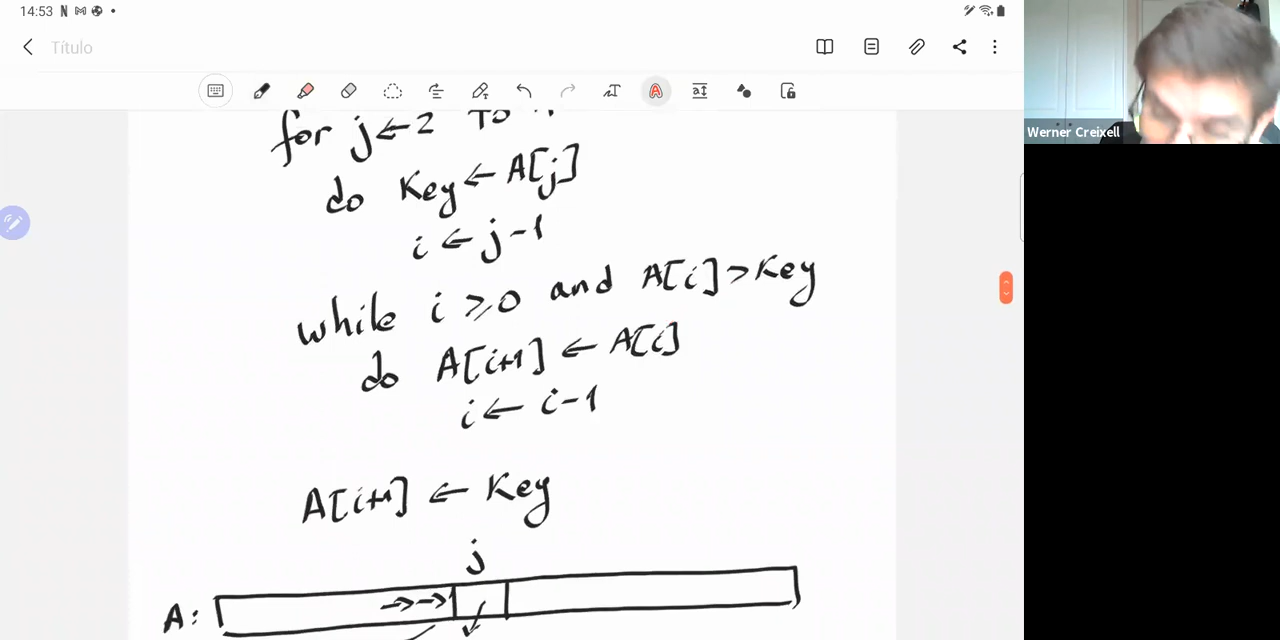 14:53
Título
Werner Creixell
for j ← 2 To
do Key ← A[j]
i ← j-1
while i ≥ 0 and A[i] > Key
do A[i+1] ← A[i]
i ← i-1
A[i+1] ← Key
j
A: